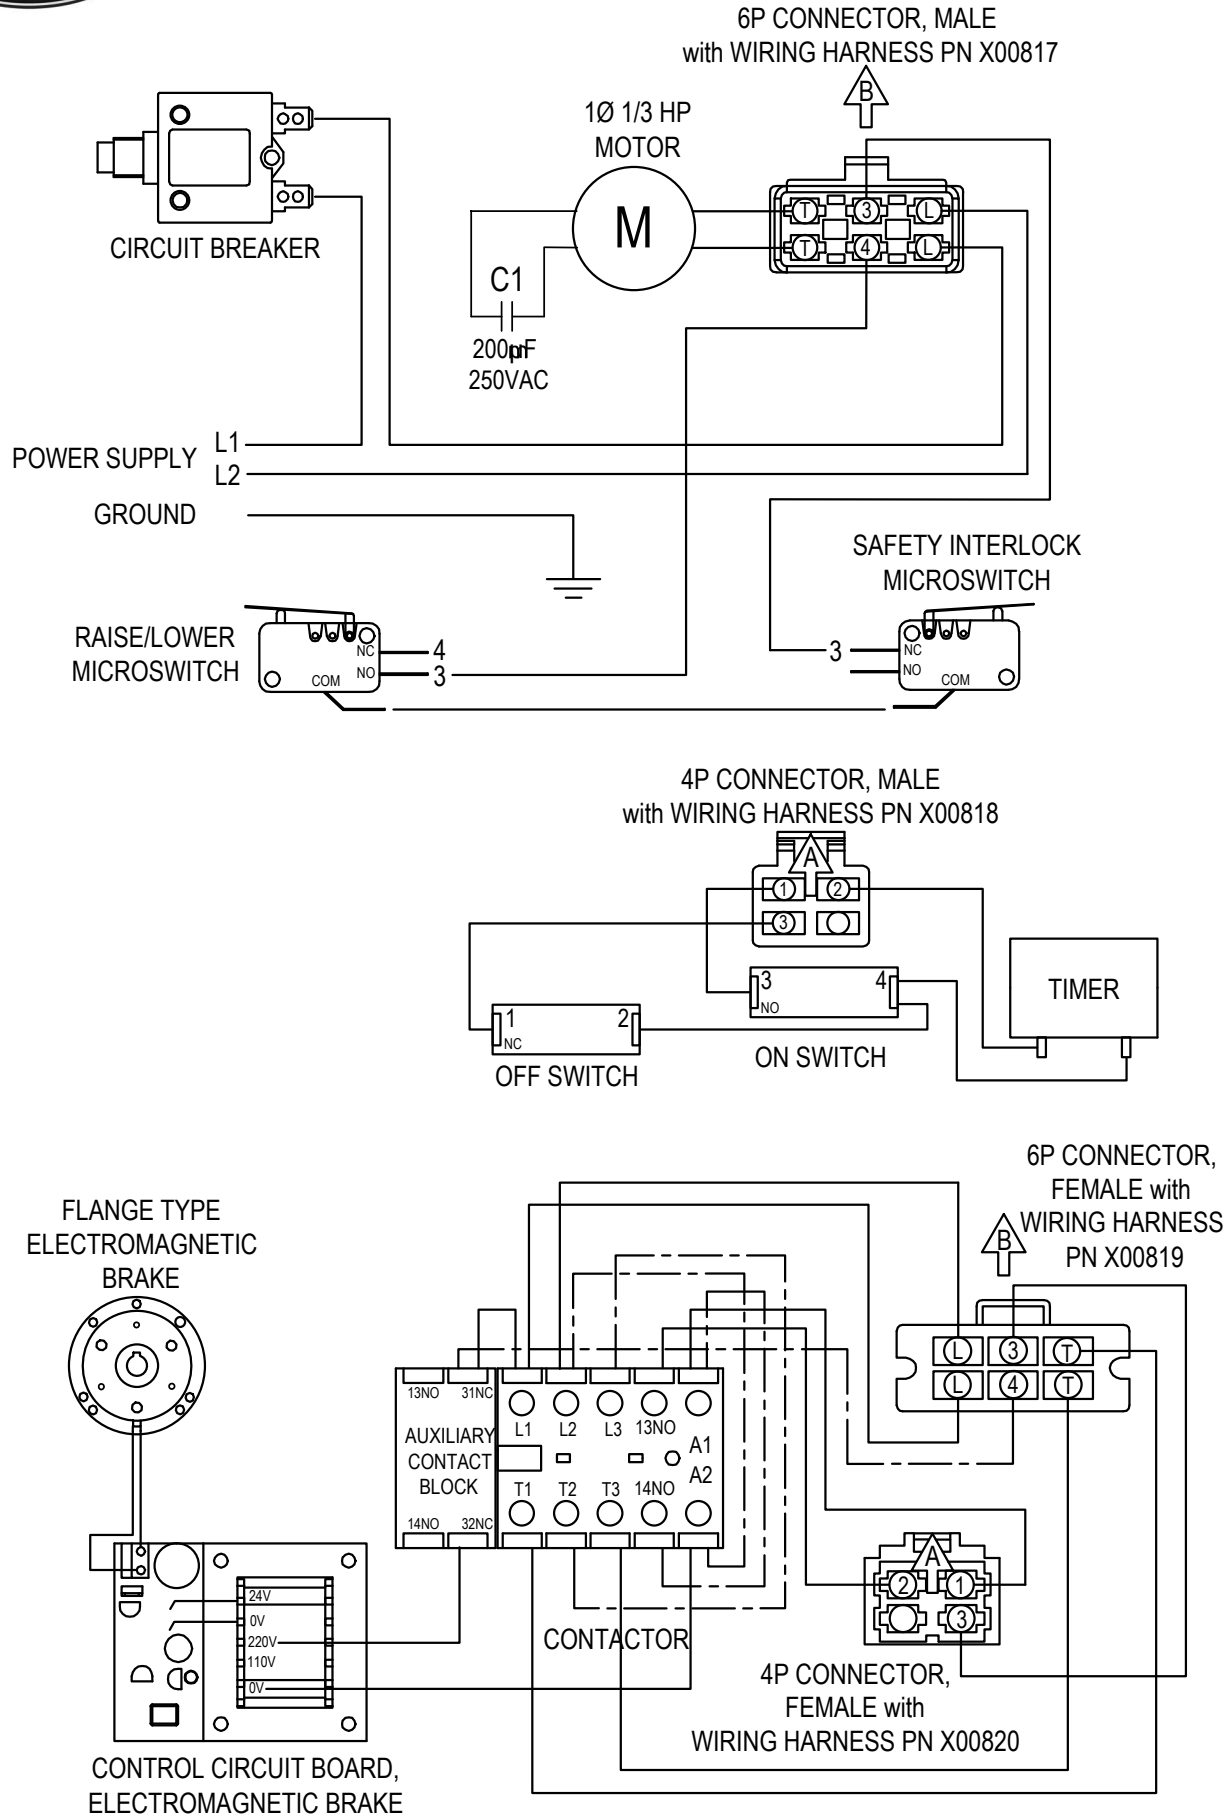 6P CONNECTOR, MALE
with WIRING HARNESS PN X00817
B
1Ø 1/3 HP
MOTOR
M
T
3
L
T
4
L
CIRCUIT BREAKER
C1
200µF
250VAC
POWER SUPPLY
L1
L2
GROUND
SAFETY INTERLOCK
MICROSWITCH
RAISE/LOWER
MICROSWITCH
NC
4
NO
3
COM
3
NC
NO
COM
4P CONNECTOR, MALE
with WIRING HARNESS PN X00818
A
1
2
3
TIMER
3
4
NO
ON SWITCH
1
2
NC
OFF SWITCH
6P CONNECTOR,
FEMALE with
WIRING HARNESS
PN X00819
B
FLANGE TYPE
ELECTROMAGNETIC
BRAKE
L
3
T
L
4
T
13NO
31NC
AUXILIARY
CONTACT
BLOCK
14NO
32NC
L1
L2
L3
13NO
A1
A2
T1
T2
T3
14NO
CONTACTOR
A
2
1
3
4P CONNECTOR,
FEMALE with
WIRING HARNESS PN X00820
24V
0V
220V
110V
0V
CONTROL CIRCUIT BOARD,
ELECTROMAGNETIC BRAKE